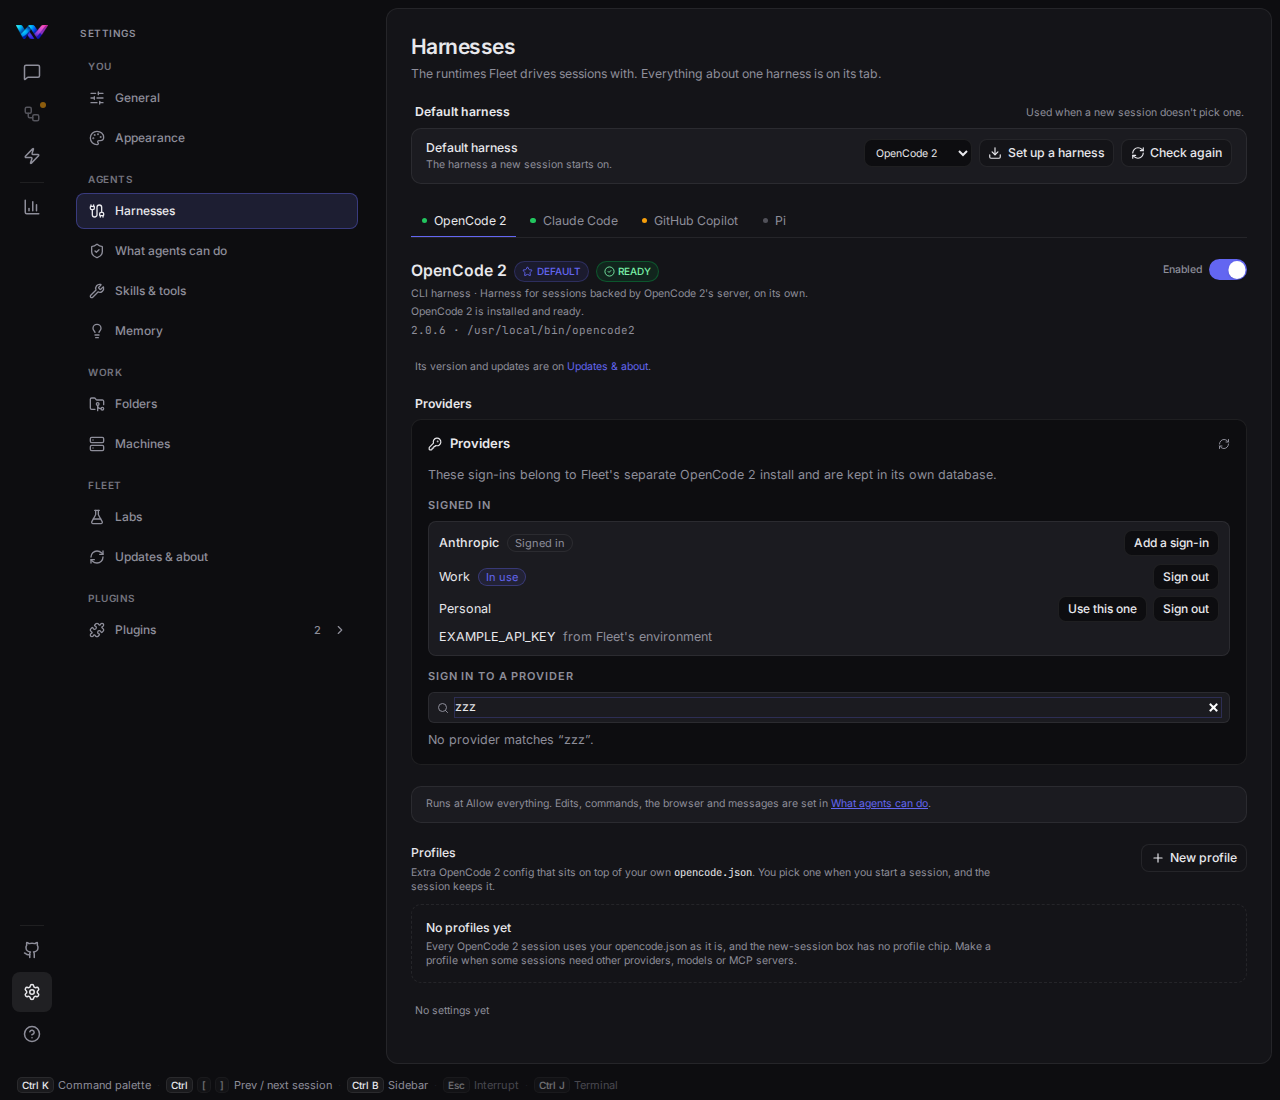 SETTINGS
YOU
General
Appearance
AGENTS
Harnesses
What agents can do
Skills & tools
Memory
WORK
Folders
Machines
FLEET
Labs
Updates & about
PLUGINS
Plugins 2
Harnesses
The runtimes Fleet drives sessions with. Everything about one harness is on its tab.
Default harness Used when a new session doesn't pick one.
Default harness
The harness a new session starts on.
OpenCode 2 Set up a harness Check again
OpenCode 2 Claude Code GitHub Copilot Pi
OpenCode 2 DEFAULT READY Enabled
CLI harness · Harness for sessions backed by OpenCode 2's server, on its own.
OpenCode 2 is installed and ready.
2.0.6 · /usr/local/bin/opencode2
Its version and updates are on Updates & about.
Providers
Providers
These sign-ins belong to Fleet's separate OpenCode 2 install and are kept in its own database.
SIGNED IN
Anthropic Signed in Add a sign-in
Work In use Sign out
Personal Use this one Sign out
EXAMPLE_API_KEY from Fleet's environment
SIGN IN TO A PROVIDER
zzz
No provider matches “zzz”.
Runs at Allow everything. Edits, commands, the browser and messages are set in What agents can do.
Profiles
Extra OpenCode 2 config that sits on top of your own opencode.json. You pick one when you start a session, and the
session keeps it.
New profile
No profiles yet
Every OpenCode 2 session uses your opencode.json as it is, and the new-session box has no profile chip. Make a
profile when some sessions need other providers, models or MCP servers.
No settings yet
Ctrl K Command palette Ctrl [ ] Prev / next session Ctrl B Sidebar Esc Interrupt Ctrl J Terminal